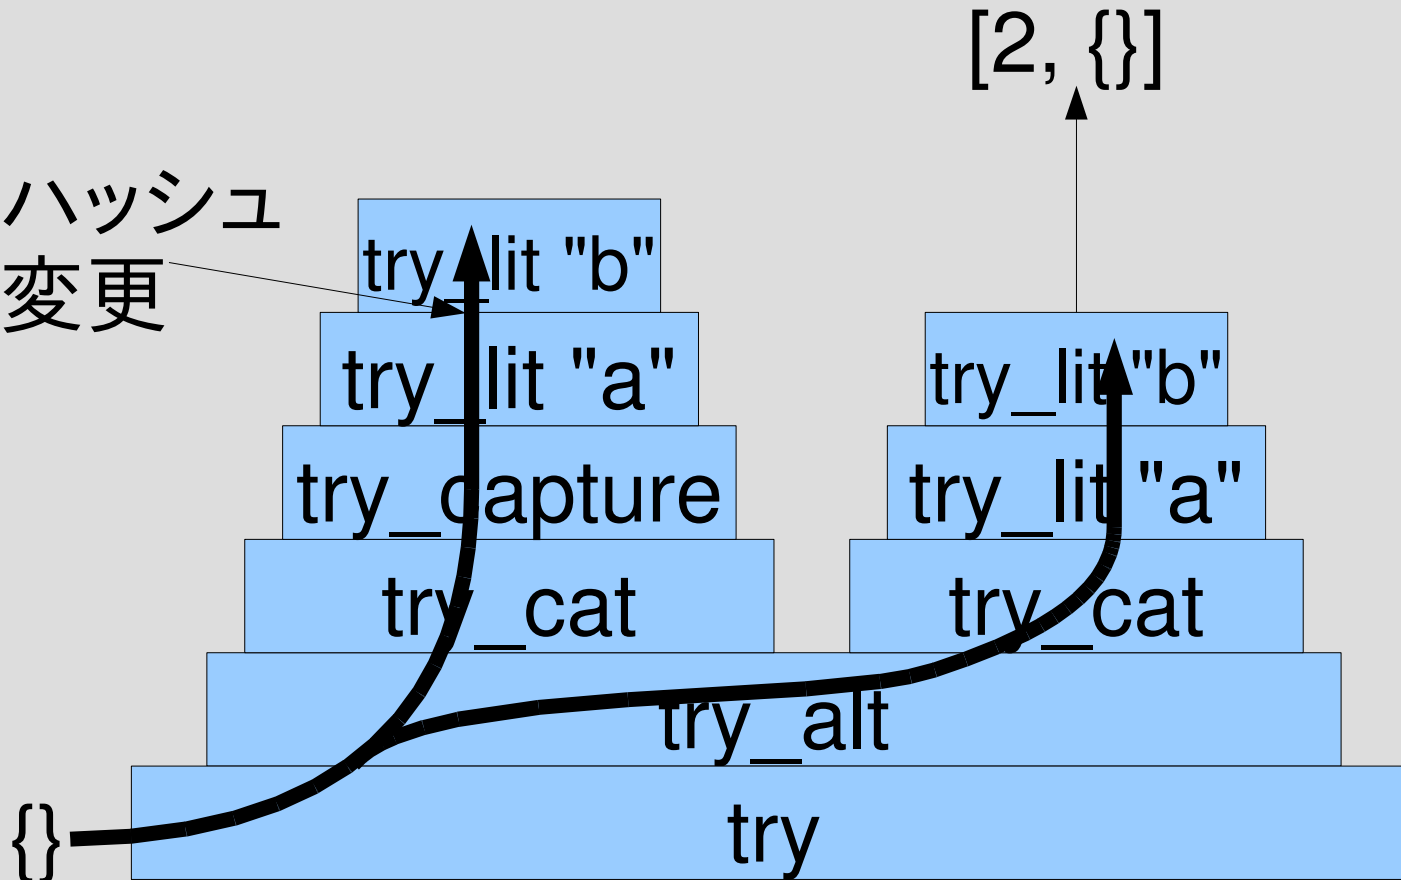 [2, {}]
ハッシュ
変更
try_lit "b"
try_lit "a"
try_capture
try_cat
try_lit "b"
try_lit "a"
try_cat
try_alt
try
{}